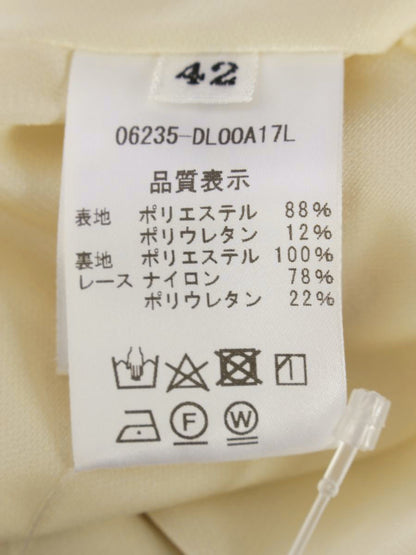 42
06235-DL00A17L
品質表示
表地 ポリエステル 88%
ポリウレタン 12%
裏地 ポリエステル 100%
レース ナイロン 78%
ポリウレタン 22%
F W